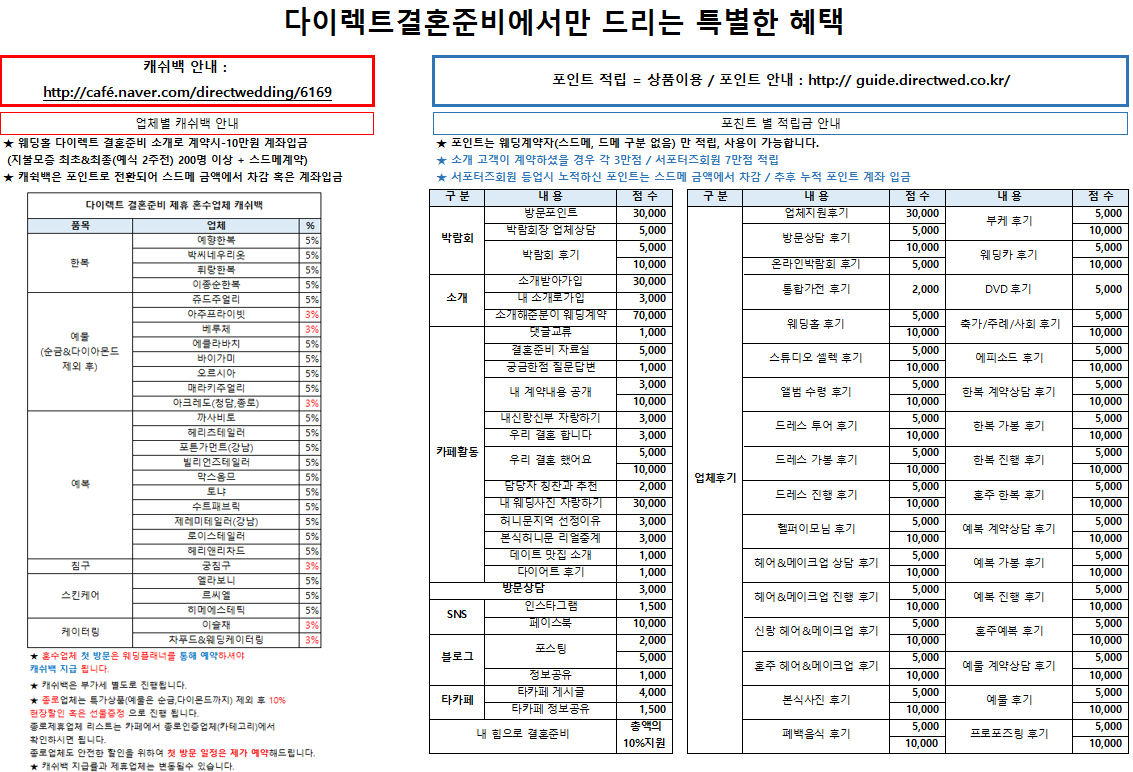 다이렉트결혼준비에서만 드리는 특별한 혜택
캐쉬백 안내 :
http://café.naver.com/directwedding/6169
업체별 캐쉬백 안내
★ 웨딩홀 다이렉트 결혼준비 소개로 계약시-10만원 계좌입금
(지불보증 최초&최종(예식 2주전) 200명 이상 + 스드메계약)
★ 캐쉬백은 포인트로 전환되어 스드메 금액에서 차감 혹은 계좌입금
다이렉트 결혼준비 제휴 혼수업체 캐쉬백
품목 업체 %
한복
예향한복 5%
박씨네우리옷 5%
휘랑한복 5%
이종순한복 5%
예물
(순금&다이아몬드
제외 후)
쥬드주얼리 5%
아주프라이빗 3%
베루체 3%
에클라바치 5%
바이가미 5%
오르시아 5%
매라키주얼리 5%
아크레도(청담,종로) 3%
예복
까사비토 5%
헤리츠테일러 5%
포튼가먼트(강남) 5%
빌리언즈테일러 5%
막스옴므 5%
토냐 5%
수트패브릭 5%
제레미테일러(강남) 5%
로이스테일러 5%
헤리앤리차드 5%
침구 궁침구 3%
스킨케어
엘라보니 5%
르씨엘 5%
히메에스테틱 5%
케이터링
이술채 3%
차푸드&웨딩케이터링 3%
★ 혼수업체 첫 방문은 웨딩플래너를 통해 예약하셔야
캐쉬백 지급 됩니다.
★ 캐쉬백은 부가세 별도로 진행됩니다.
★ 종로업체는 특가상품(예물은 순금,다이몬드까지) 제외 후 10%
현장할인 혹은 선물증정 으로 진행 됩니다.
종로제휴업체 리스트는 카페에서 종로인증업체(카테고리)에서
확인하시면 됩니다.
종로업체도 안전한 할인을 위하여 첫 방문 일정은 제가 예약해드립니다.
★ 캐쉬백 지급률과 제휴업체는 변동될수 있습니다.
포인트 적립 = 상품이용 / 포인트 안내 : http:// guide.directwed.co.kr/
포친트 별 적립금 안내
★ 포인트는 웨딩계약자(스드메, 드메 구분 없음) 만 적립, 사용이 가능합니다.
★ 소개 고객이 계약하셨을 경우 각 3만점 / 서포터즈회원 7만점 적립
★ 서포터즈회원 등업시 노적하신 포인트는 스드메 금액에서 차감 / 추후 누적 포인트 계좌 입금
구 분 내 용 점 수
박람회
방문포인트 30,000
박람회장 업체상담 5,000
박람회 후기 5,000
10,000
소개
소개받아가입 30,000
내 소개로가입 3,000
소개해준분이 웨딩계약 70,000
카페활동
댓글교류 1,000
결혼준비 자료실 5,000
궁금한점 질문답변 1,000
내 계약내용 공개 3,000
10,000
내신랑신부 자랑하기 3,000
우리 결혼 합니다 3,000
우리 결혼 했어요 5,000
10,000
담당자 칭찬과 추천 2,000
내 웨딩사진 자랑하기 30,000
허니문지역 선정이유 3,000
본식허니문 리얼중계 3,000
데이트 맛집 소개 1,000
다이어트 후기 1,000
방문상담 3,000
SNS
인스타그램 1,500
페이스북 10,000
블로그
포스팅 2,000
5,000
정보공유 1,000
타카페
타카페 게시글 4,000
타카페 정보공유 1,500
내 힘으로 결혼준비 총액의
10%지원
구 분 내 용 점 수 내 용 점 수
업체후기
업체지원후기 30,000 부케 후기 5,000
방문상담 후기 5,000 10,000
10,000 웨딩카 후기 5,000
온라인박람회 후기 5,000 10,000
통합가전 후기 2,000 DVD후기 5,000
웨딩홀 후기 5,000 축가/주례/사회 후기 5,000
10,000 10,000
스튜디오 셀렉 후기 5,000 에피소드 후기 5,000
10,000 10,000
앨범 수령 후기 5,000 한복 계약상담 후기 5,000
10,000 10,000
드레스 투어 후기 5,000 한복 가봉 후기 5,000
10,000 10,000
드레스 가봉 후기 5,000 한복 진행 후기 5,000
10,000 10,000
드레스 진행 후기 5,000 혼주 한복 후기 5,000
10,000 10,000
헬퍼이모님 후기 5,000 예복 계약상담 후기 5,000
10,000 10,000
헤어&메이크업 상담 후기 5,000 예복 가봉 후기 5,000
10,000 10,000
헤어&메이크업 진행 후기 5,000 예복 진행 후기 5,000
10,000 10,000
신랑 헤어&메이크업 후기 5,000 혼주예복 후기 5,000
10,000 10,000
혼주 헤어&메이크업 후기 5,000 예물 계약상담 후기 5,000
10,000 10,000
본식사진 후기 5,000 예물 후기 5,000
10,000 10,000
폐백음식 후기 5,000 프로포즈링 후기 5,000
10,000 10,000